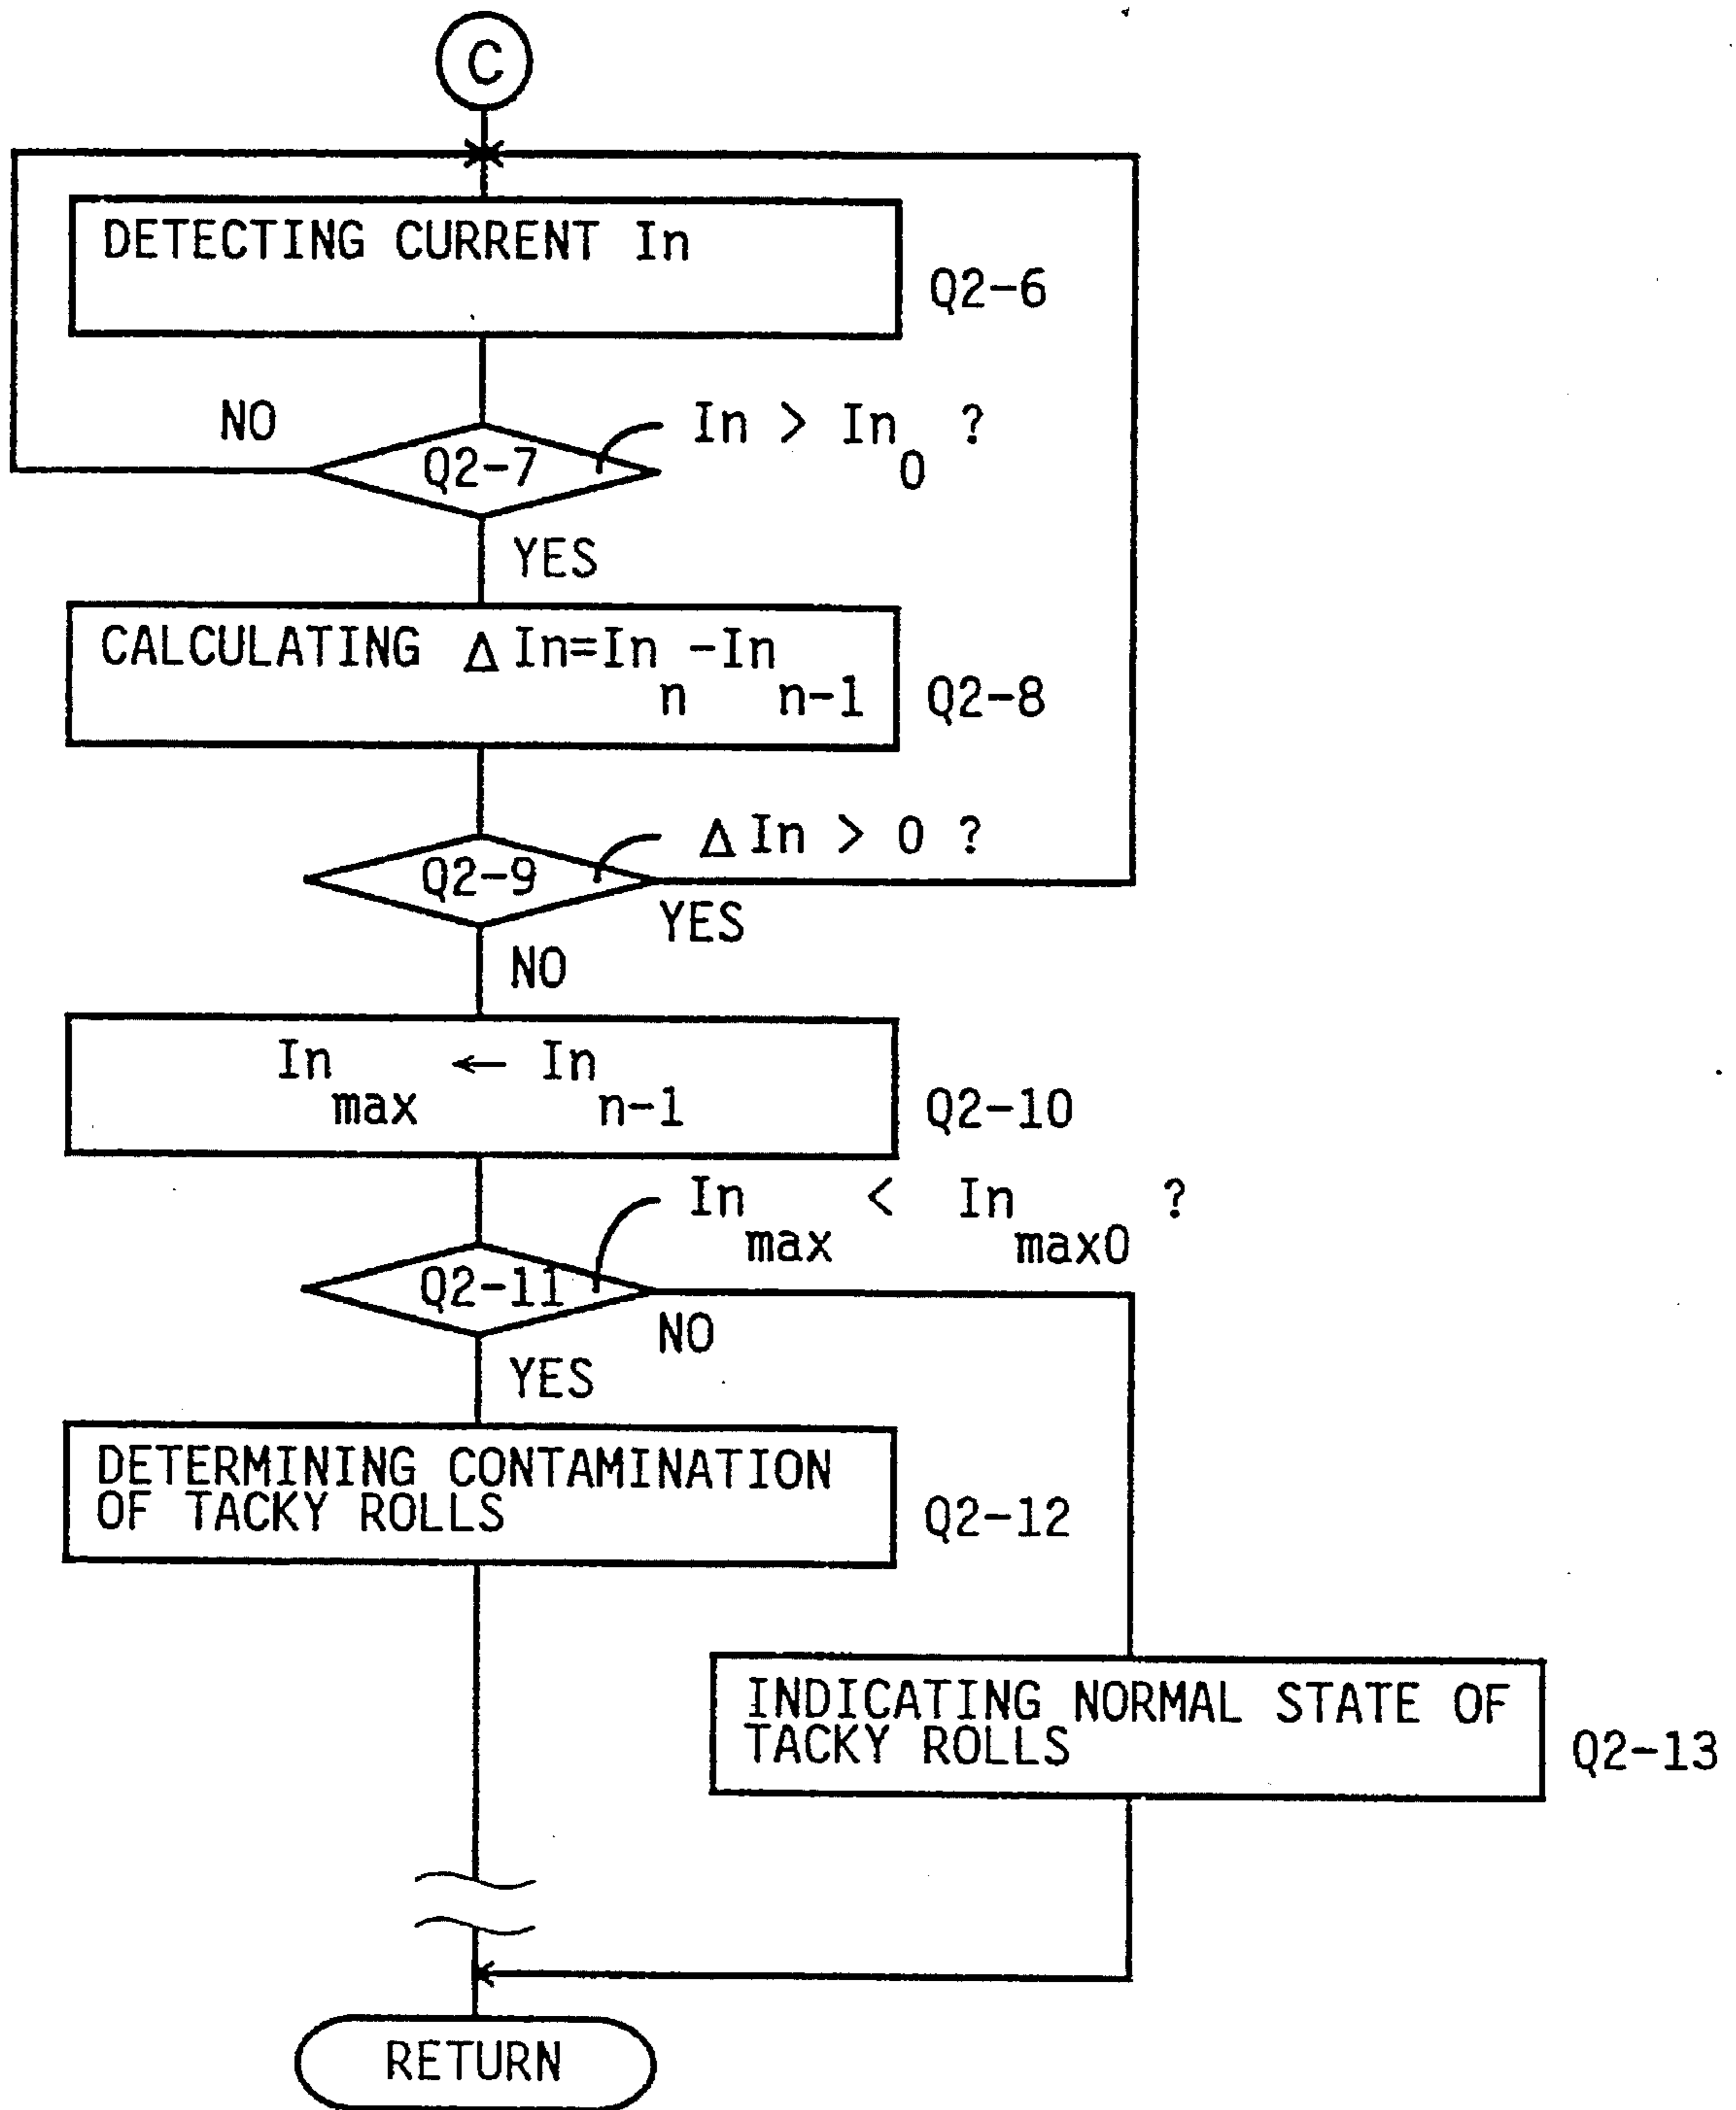 C
DETECTING CURRENT In
Q2-6
NO
In > In0 ?
Q2-7
YES
CALCULATING Δ In=Inn -Inn-1
Q2-8
Δ In > 0 ?
Q2-9
YES
NO
Inmax ← Inn-1
Q2-10
Inmax < Inmax0 ?
Q2-11
NO
YES
DETERMINING CONTAMINATION
OF TACKY ROLLS
Q2-12
INDICATING NORMAL STATE OF
TACKY ROLLS
Q2-13
RETURN